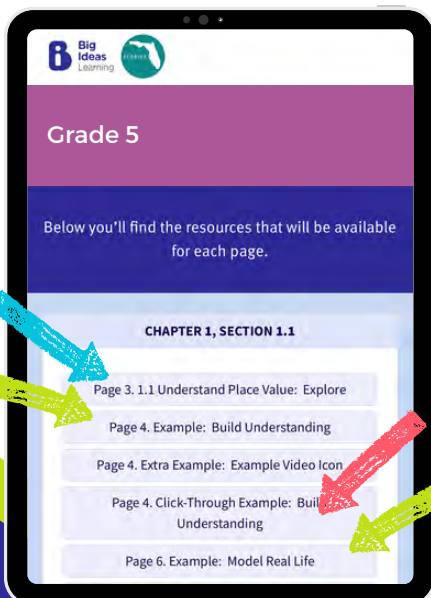 Big
Ideas
Learning
FLORIDA
Grade 5
Below you'll find the resources that will be available
for each page.
CHAPTER 1, SECTION 1.1
Page 3. 1.1 Understand Place Value: Explore
Page 4. Example: Build Understanding
Page 4. Extra Example: Example Video Icon
Page 4. Click-Through Example: Build
Understanding
Page 6. Example: Model Real Life